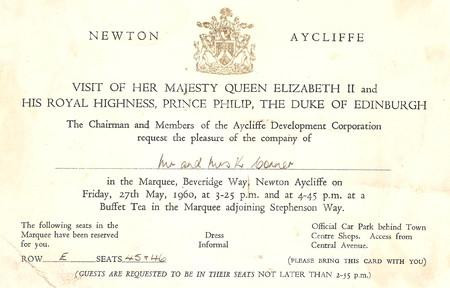 NEWTON AYCLIFFE
VISIT OF HER MAJESTY QUEEN ELIZABETH II and
HIS ROYAL HIGHNESS, PRINCE PHILIP, THE DUKE OF EDINBURGH
The Chairman and Members of the Aycliffe Development Corporation
request the pleasure of the company of
Mr and Mrs K Conner
in the Marquee, Beveridge Way, Newton Aycliffe on
Friday, 27th May, 1960, at 3-25 p.m. and at 4-45 p.m. at a
Buffet Tea in the Marquee adjoining Stephenson Way.
The following seats in the
Marquee have been reserved
for you.
ROW E SEATS 45 & 46
Dress
Informal
Official Car Park behind Town
Centre Shops. Access from
Central Avenue.
(PLEASE BRING THIS CARD WITH YOU)
(GUESTS ARE REQUESTED TO BE IN THEIR SEATS NOT LATER THAN 2-55 p.m.)